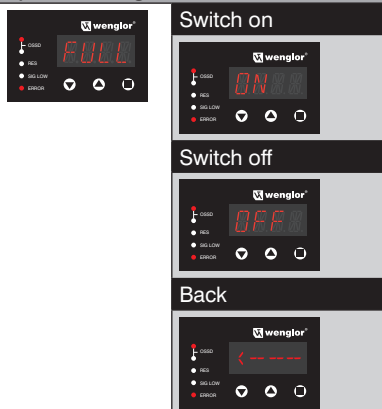 wenglor®
OSSD
FULL
RES
SIG LOW
ERROR
Switch on
wenglor®
OSSD
ON
RES
SIG LOW
ERROR
Switch off
wenglor®
OSSD
OFF
RES
SIG LOW
ERROR
Back
wenglor®
OSSD
<-----
RES
SIG LOW
ERROR